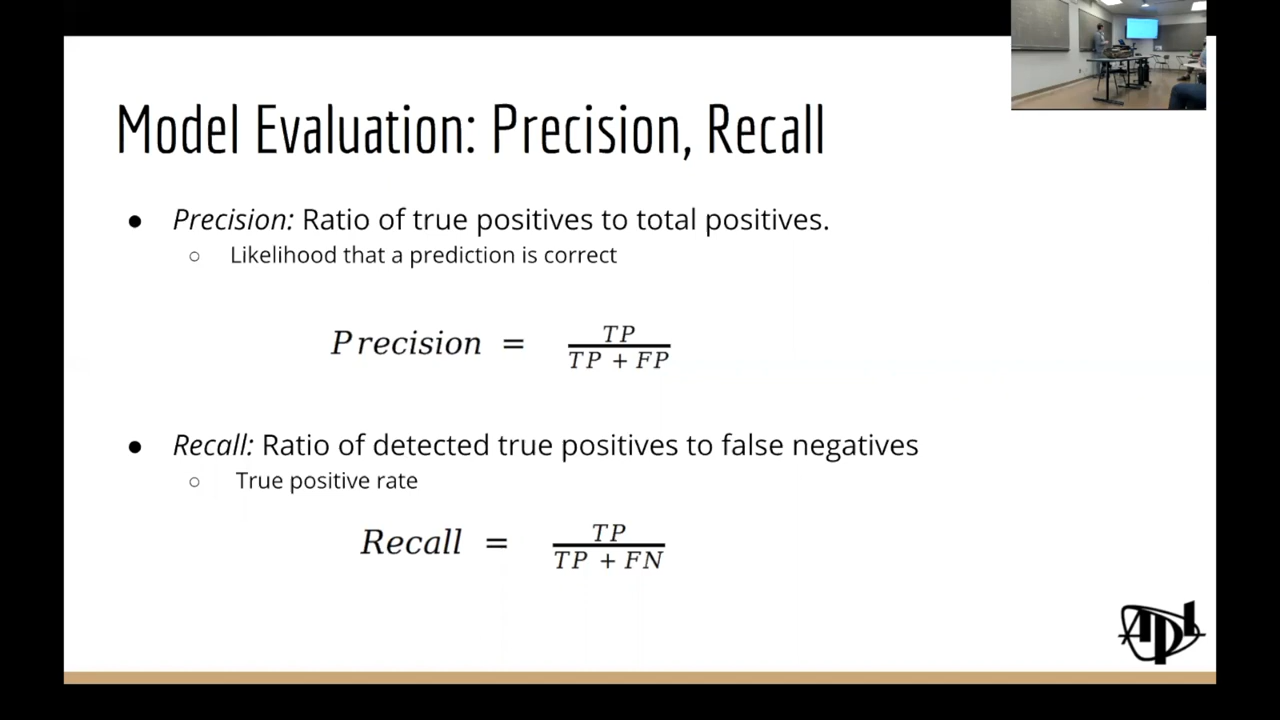 Model Evaluation: Precision, Recall
● Precision: Ratio of true positives to total positives.
○ Likelihood that a prediction is correct
Precision = TP / TP + FP
● Recall: Ratio of detected true positives to false negatives
○ True positive rate
Recall = TP / TP + FN
APL